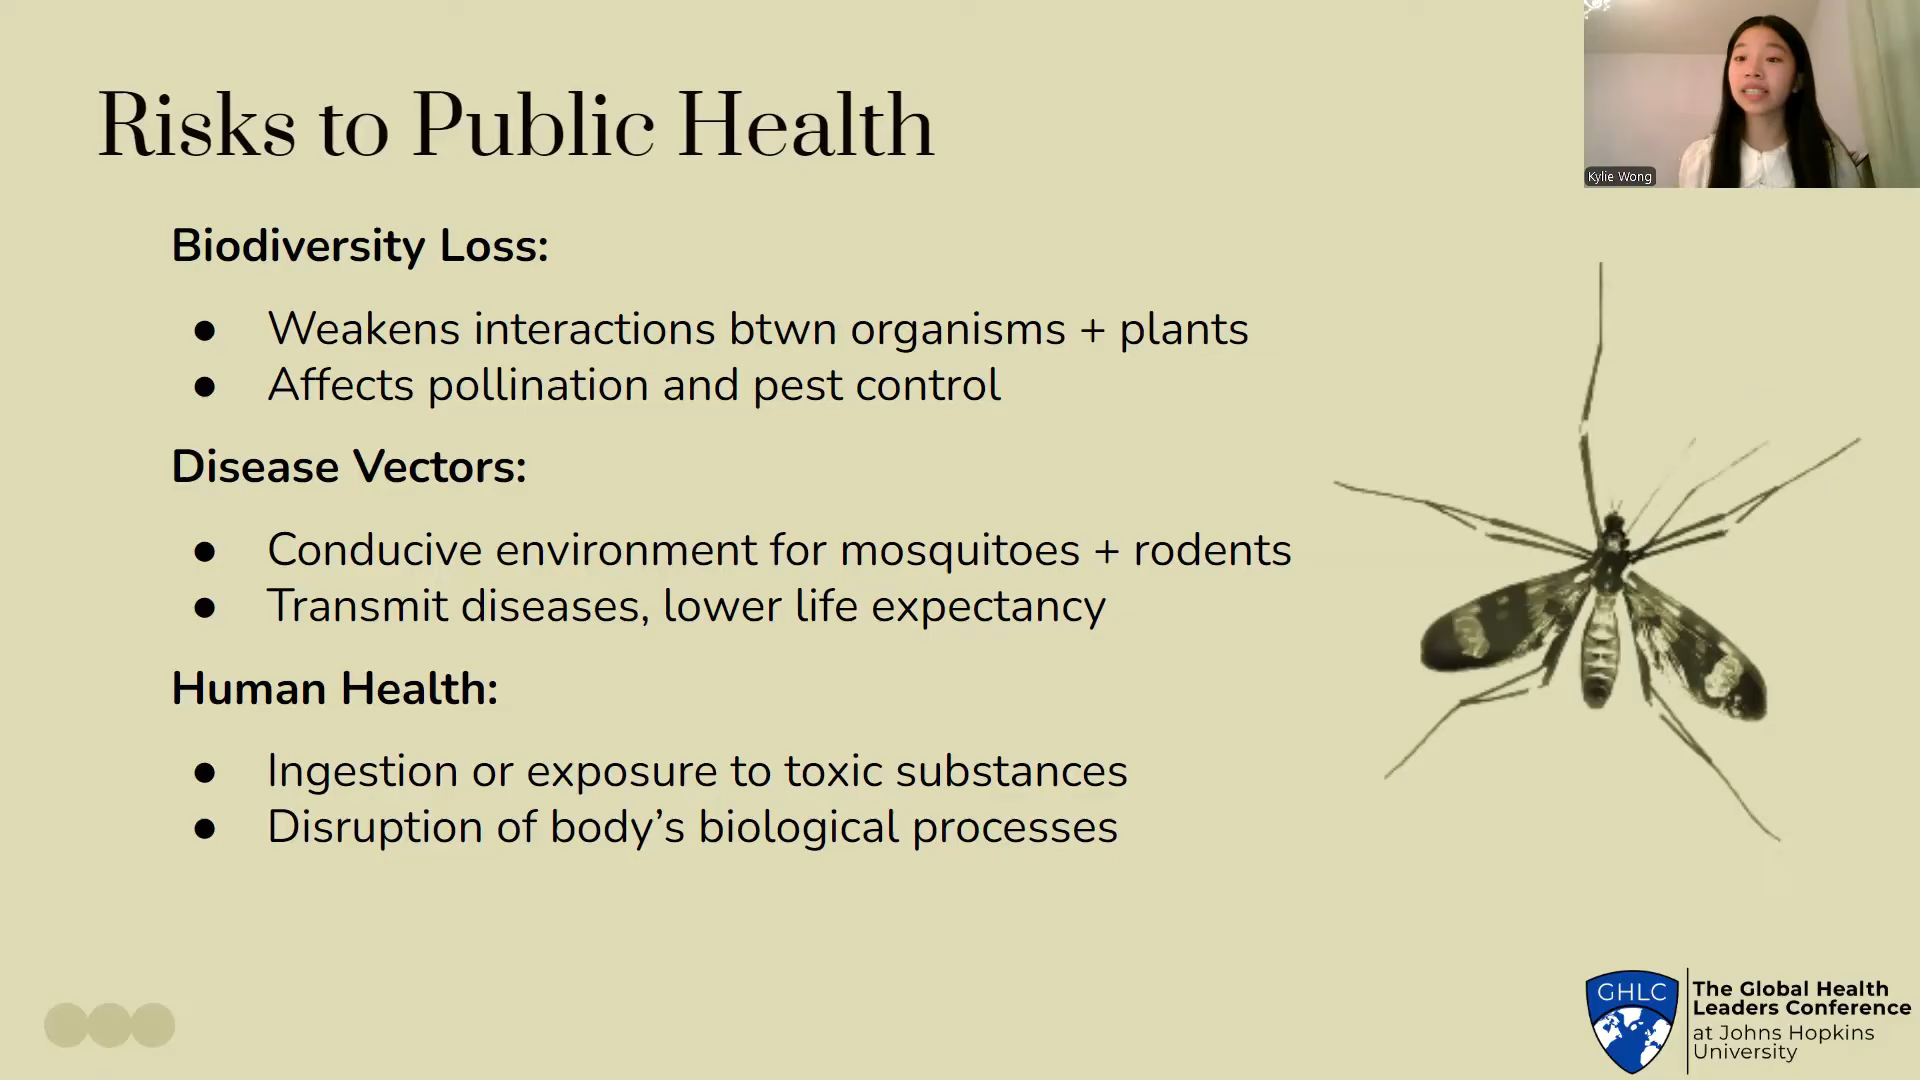 Risks to Public Health
Kylie Wong
Biodiversity Loss:
● Weakens interactions btwn organisms + plants
● Affects pollination and pest control
Disease Vectors:
● Conducive environment for mosquitoes + rodents
● Transmit diseases, lower life expectancy
Human Health:
● Ingestion or exposure to toxic substances
● Disruption of body’s biological processes
GHLC
The Global Health
Leaders Conference
at Johns Hopkins
University